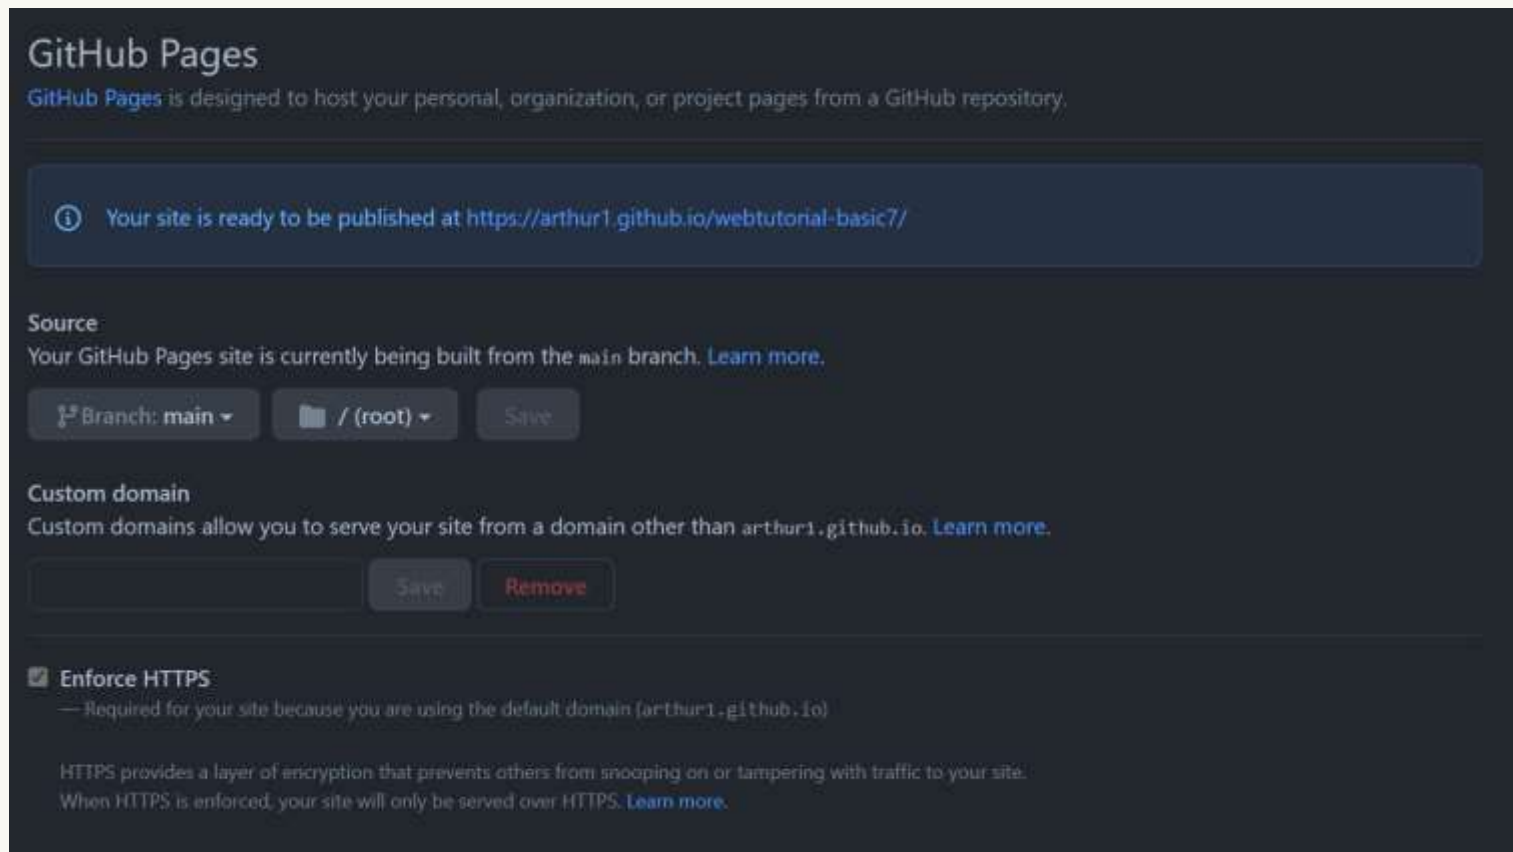 GitHub Pages
GitHub Pages is designed to host your personal, organization, or project pages from a GitHub repository.
Your site is ready to be published at https://arthur1.github.io/webtutorial-basic7/
Source
Your GitHub Pages site is currently being built from the main branch. Learn more.
Branch: main / (root) Save
Custom domain
Custom domains allow you to serve your site from a domain other than arthur1.github.io. Learn more.
Save Remove
Enforce HTTPS
— Required for your site because you are using the default domain (arthur1.github.io)
HTTPS provides a layer of encryption that prevents others from snooping on or tampering with traffic to your site.
When HTTPS is enforced, your site will only be served over HTTPS. Learn more.